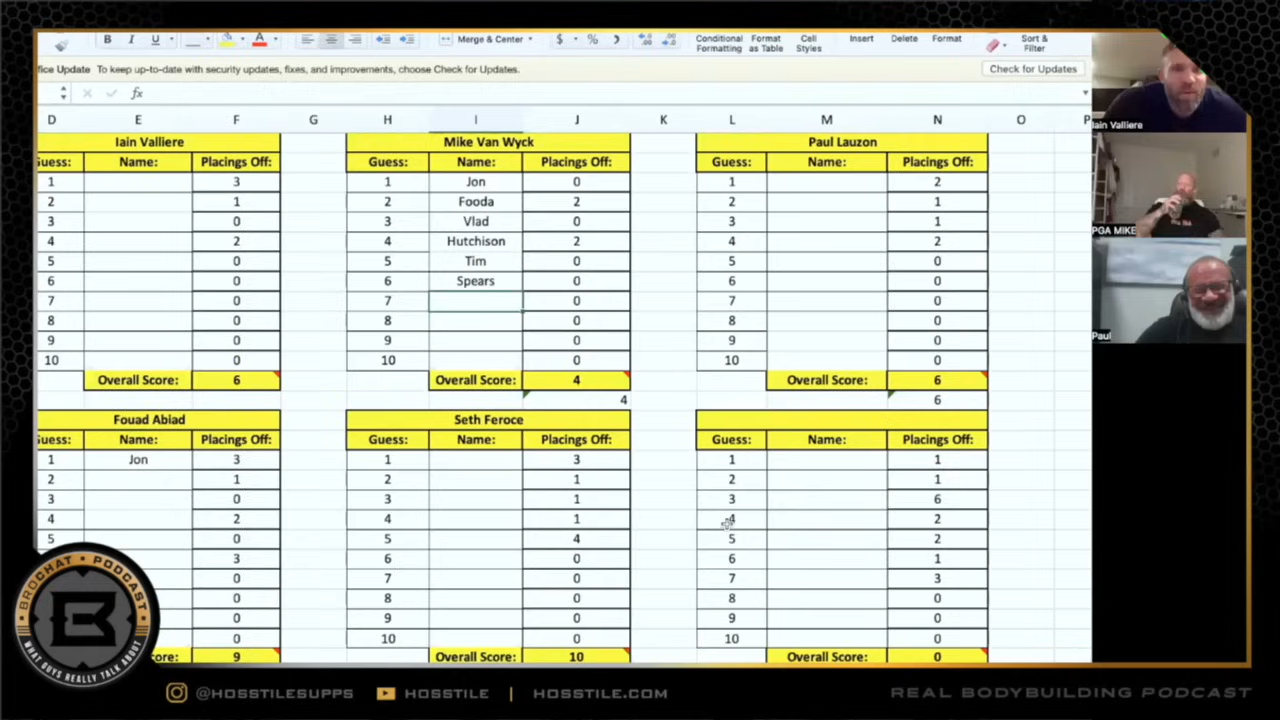 B I U A Merge & Center $ % Conditional Formatting Format as Table Cell Styles Insert Delete Format Sort & Filter
fice Update To keep up-to-date with security updates, fixes, and improvements, choose Check for Updates. Check for Updates
fx
D E F G H I J K L M N O P
Iain Valliere Mike Van Wyck Paul Lauzon
Guess: Name: Placings Off: Guess: Name: Placings Off: Guess: Name: Placings Off:
1 3 1 Jon 0 1 2
2 1 2 Fooda 2 2 1
3 0 3 Vlad 0 3 1
4 2 4 Hutchison 2 4 2
5 0 5 Tim 0 5 0
6 0 6 Spears 0 6 0
7 0 7 0 7 0
8 0 8 0 8 0
9 0 9 0 9 0
10 0 10 0 10 0
Overall Score: 6 Overall Score: 4 Overall Score: 6
4 6
Fouad Abiad Seth Feroce
uess: Name: Placings Off: Guess: Name: Placings Off: Guess: Name: Placings Off:
1 Jon 3 1 3 1 1
2 1 2 1 2 1
3 0 3 1 3 6
4 2 4 1 4 2
5 0 5 4 5 2
3 6 0 6 1
0 7 0 7 3
0 8 0 8 0
0 9 0 9 0
0 10 0 10 0
score: 9 Overall Score: 10 Overall Score: 0
Iain Valliere
PGA MIKE
Paul
BROCHAT • PODCAST
B
WHAT GUYS REALLY TALK ABOUT
@HOSSTILESUPPS HOSSTILE | HOSSTILE.COM REAL BODYBUILDING PODCAST